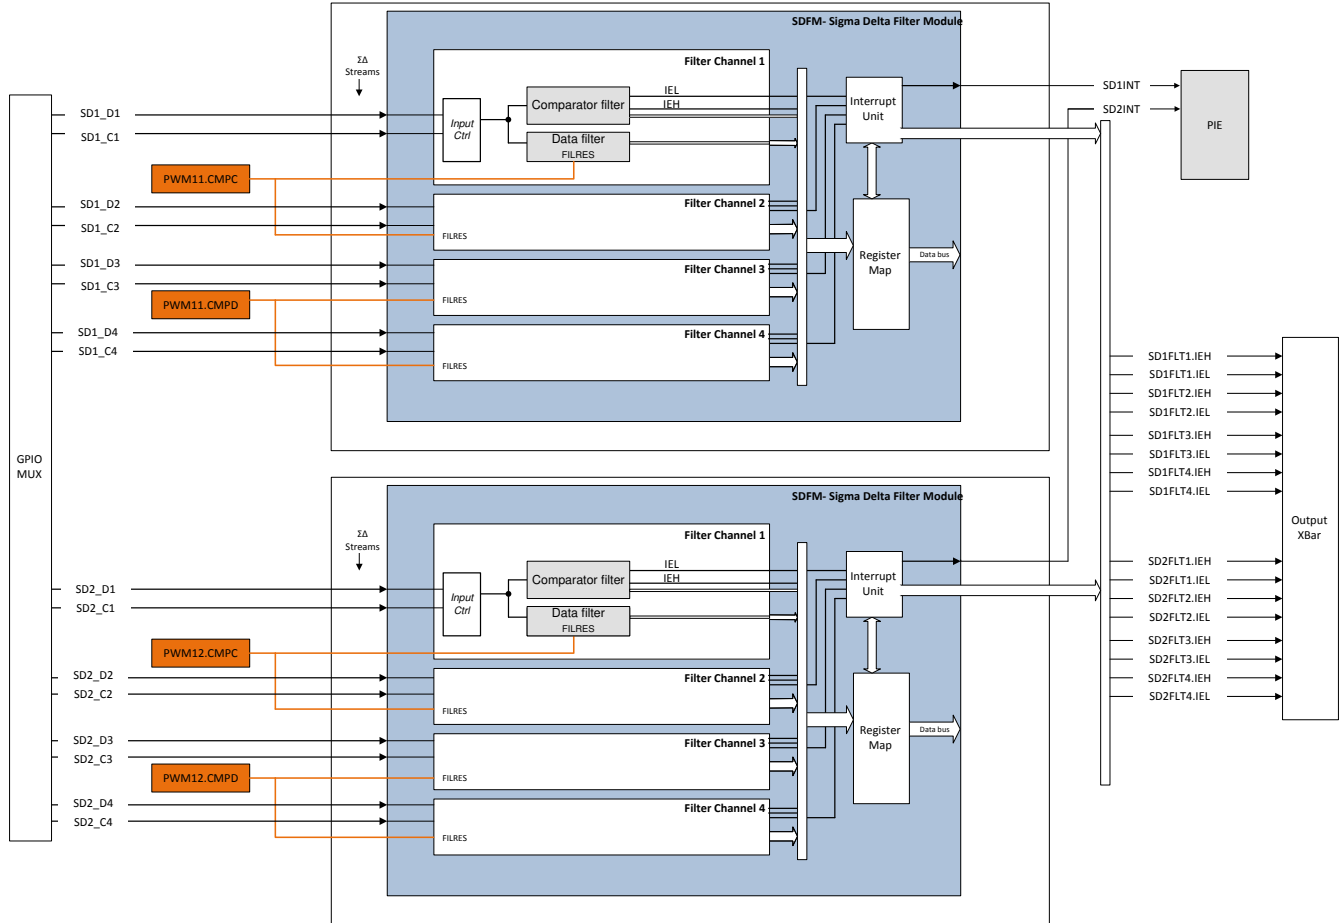 SDFM- Sigma Delta Filter Module
ΣΔ
Streams
Filter Channel 1
IEL
IEH
Comparator filter
Data filter
FILRES
Input
Ctrl
Interrupt
Unit
SD1INT
SD2INT
PIE
SD1_D1
SD1_C1
PWM11.CMPC
SD1_D2
SD1_C2
Filter Channel 2
FILRES
SD1_D3
SD1_C3
Filter Channel 3
FILRES
PWM11.CMPD
Register
Map
Data bus
SD1_D4
SD1_C4
Filter Channel 4
FILRES
GPIO
MUX
SD1FLT1.IEH
SD1FLT1.IEL
SD1FLT2.IEH
SD1FLT2.IEL
SD1FLT3.IEH
SD1FLT3.IEL
SD1FLT4.IEH
SD1FLT4.IEL
Output
XBar
SDFM- Sigma Delta Filter Module
ΣΔ
Streams
Filter Channel 1
IEL
IEH
Comparator filter
Data filter
FILRES
Input
Ctrl
Interrupt
Unit
SD2_D1
SD2_C1
PWM12.CMPC
SD2_D2
SD2_C2
Filter Channel 2
FILRES
SD2_D3
SD2_C3
Filter Channel 3
FILRES
PWM12.CMPD
Register
Map
Data bus
SD2_D4
SD2_C4
Filter Channel 4
FILRES
SD2FLT1.IEH
SD2FLT1.IEL
SD2FLT2.IEH
SD2FLT2.IEL
SD2FLT3.IEH
SD2FLT3.IEL
SD2FLT4.IEH
SD2FLT4.IEL